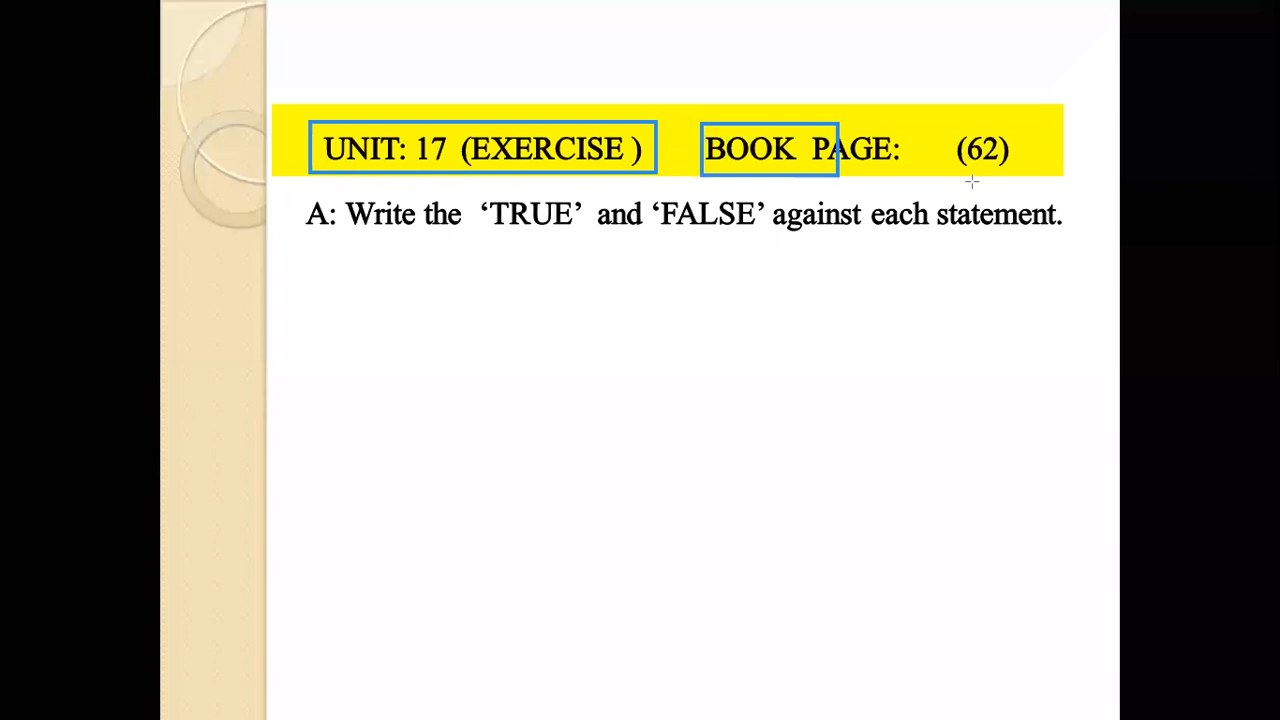 UNIT: 17 (EXERCISE ) BOOK PAGE: (62)
A: Write the ‘TRUE’ and ‘FALSE’ against each statement.